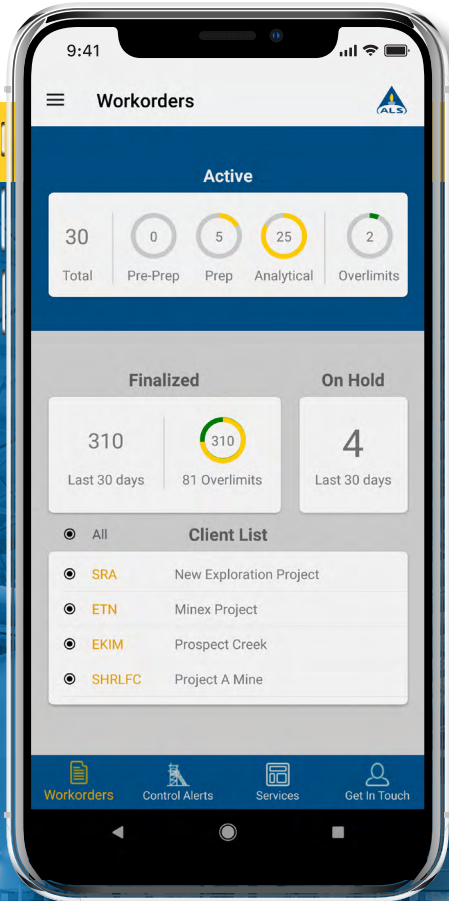 9:41
Workorders
ALS
Active
30
0
5
25
2
Total
Pre-Prep
Prep
Analytical
Overlimits
Finalized
On Hold
310
310
4
Last 30 days
81 Overlimits
Last 30 days
All
Client List
SRA
New Exploration Project
ETN
Minex Project
EKIM
Prospect Creek
SHRLFC
Project A Mine
Workorders
Control Alerts
Services
Get In Touch